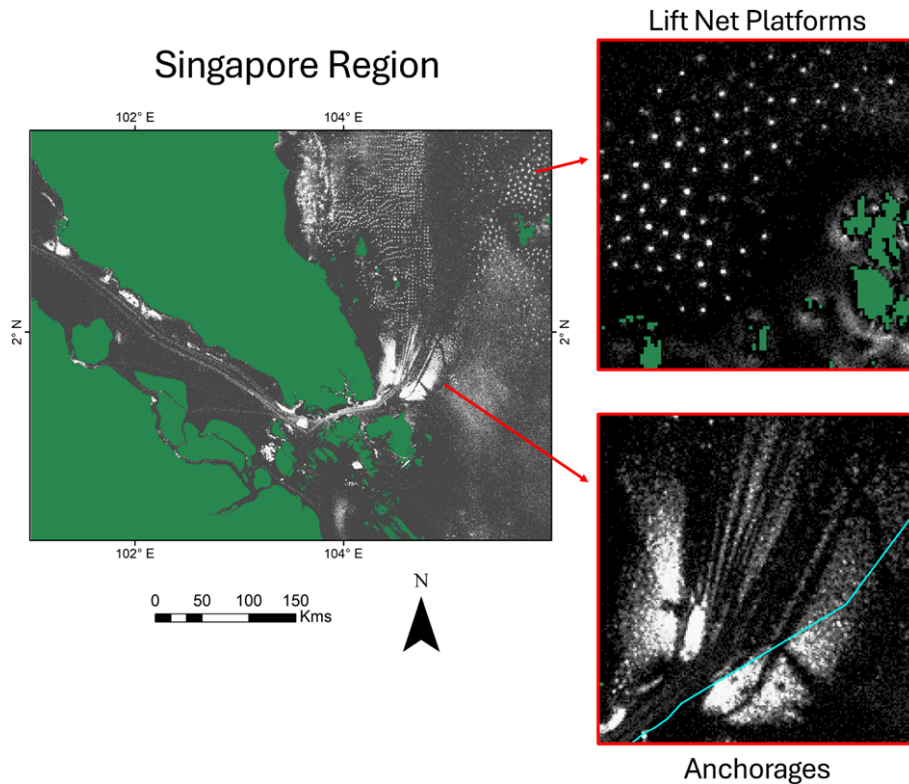 Lift Net Platforms
Singapore Region
102° E 104° E
2° N 2° N
102° E 104° E
N
0 50 100 150
Kms
Anchorages